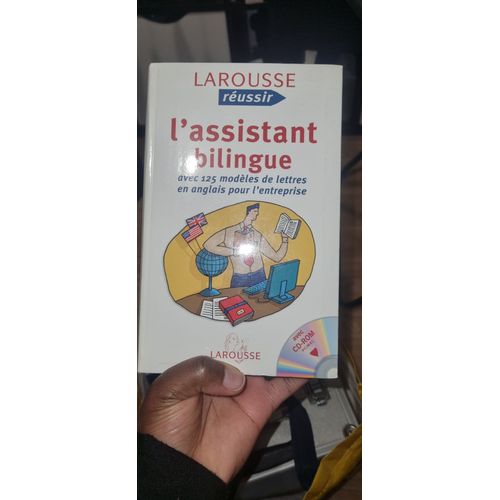 LAROUSSE
réussir
l'assistant
bilingue
avec 125 modèles de lettres
en anglais pour l'entreprise
LAROUSSE
avec
CD-ROM